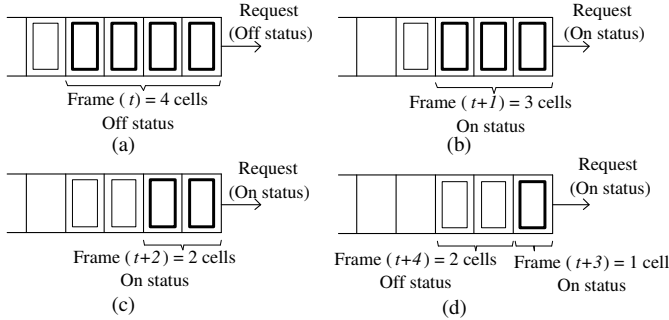 Request
(Off status)
Frame (t) = 4 cells
Off status
(a)
Request
(On status)
Frame (t+1) = 3 cells
On status
(b)
Request
(On status)
Frame (t+2) = 2 cells
On status
(c)
Request
(On status)
Frame (t+4) = 2 cells
Off status
Frame (t+3) = 1 cell
On status
(d)